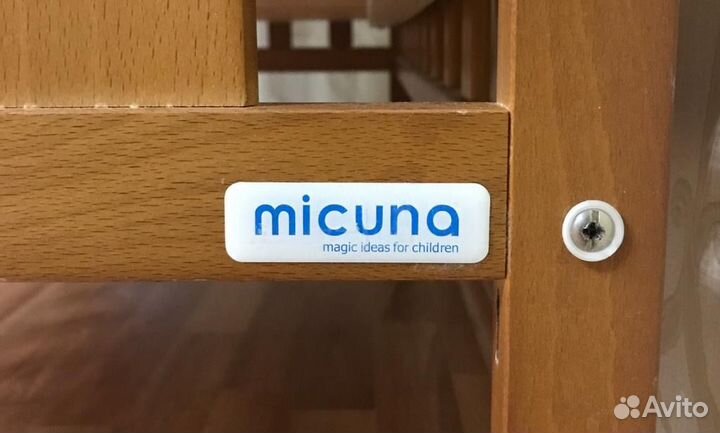 micuna
magic ideas for children
Avito